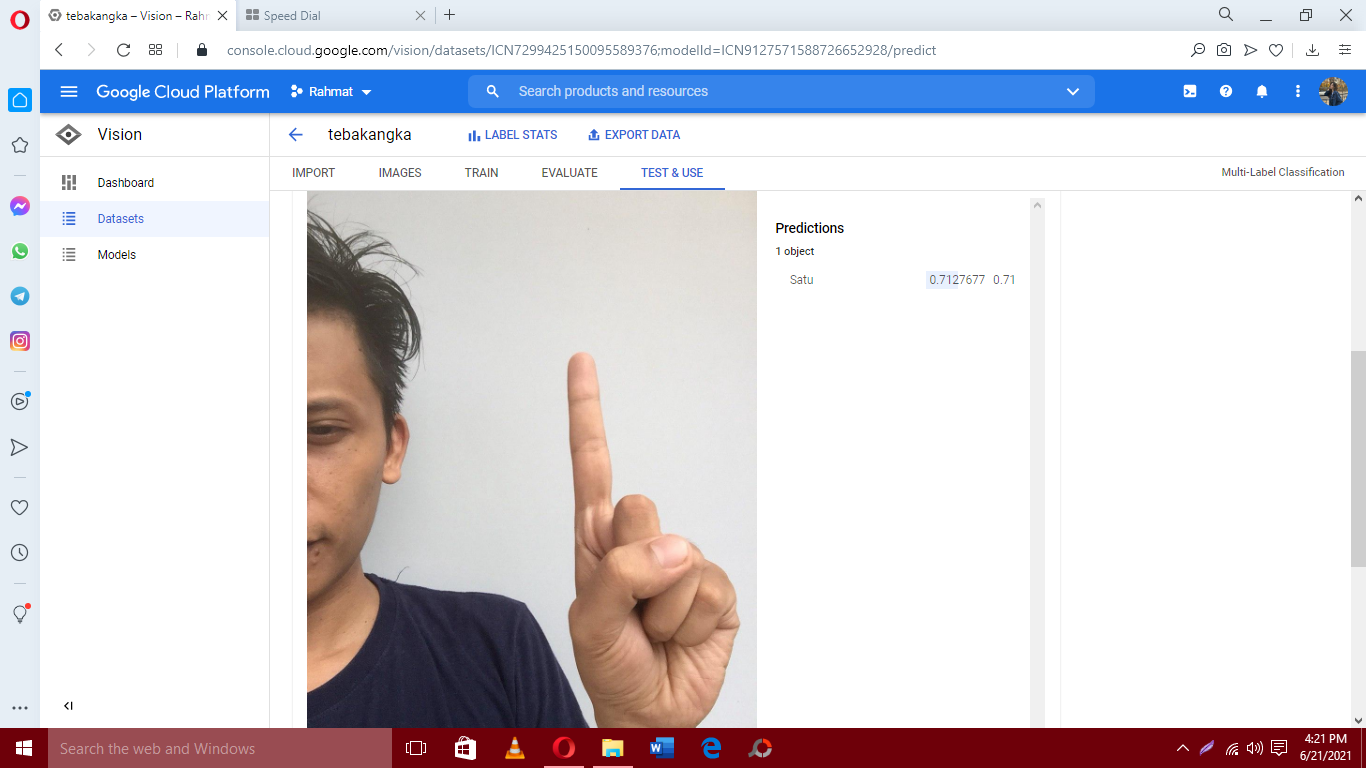 tebakangka – Vision – Rahm
Speed Dial
console.cloud.google.com/vision/datasets/ICN7299425150095589376;modelId=ICN9127571588726652928/predict
Google Cloud Platform
Rahmat
Search products and resources
Vision
tebakangka
LABEL STATS
EXPORT DATA
IMPORT
IMAGES
TRAIN
EVALUATE
TEST & USE
Multi-Label Classification
Dashboard
Datasets
Models
Predictions
1 object
Satu 0.7127677 0.71
Search the web and Windows
4:21 PM
6/21/2021